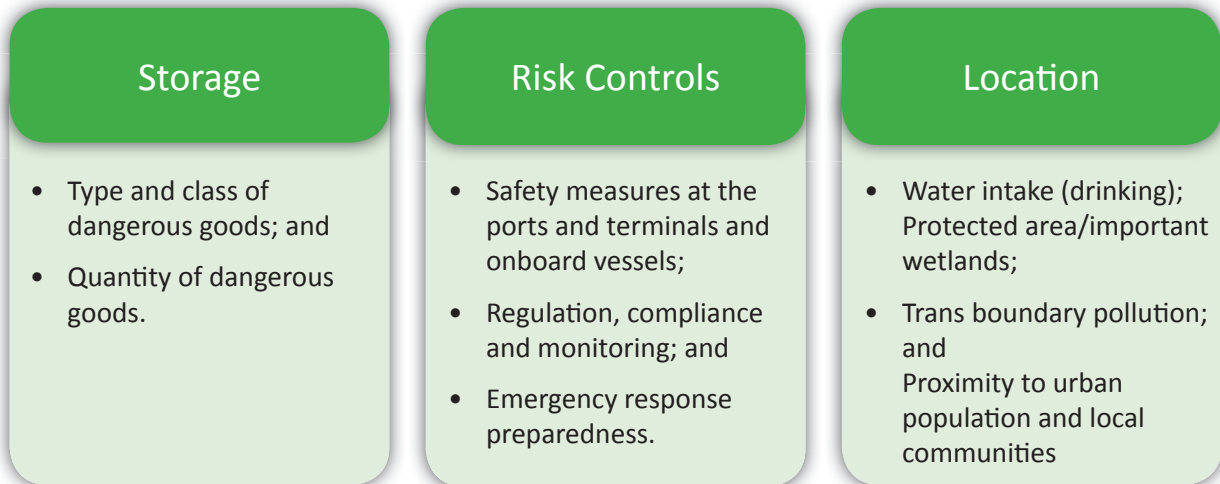 Storage
• Type and class of
dangerous goods; and
• Quantity of dangerous
goods.
Risk Controls
• Safety measures at the
ports and terminals and
onboard vessels;
• Regulation, compliance
and monitoring; and
• Emergency response
preparedness.
Location
• Water intake (drinking);
Protected area/important
wetlands;
• Trans boundary pollution;
and
Proximity to urban
population and local
communities